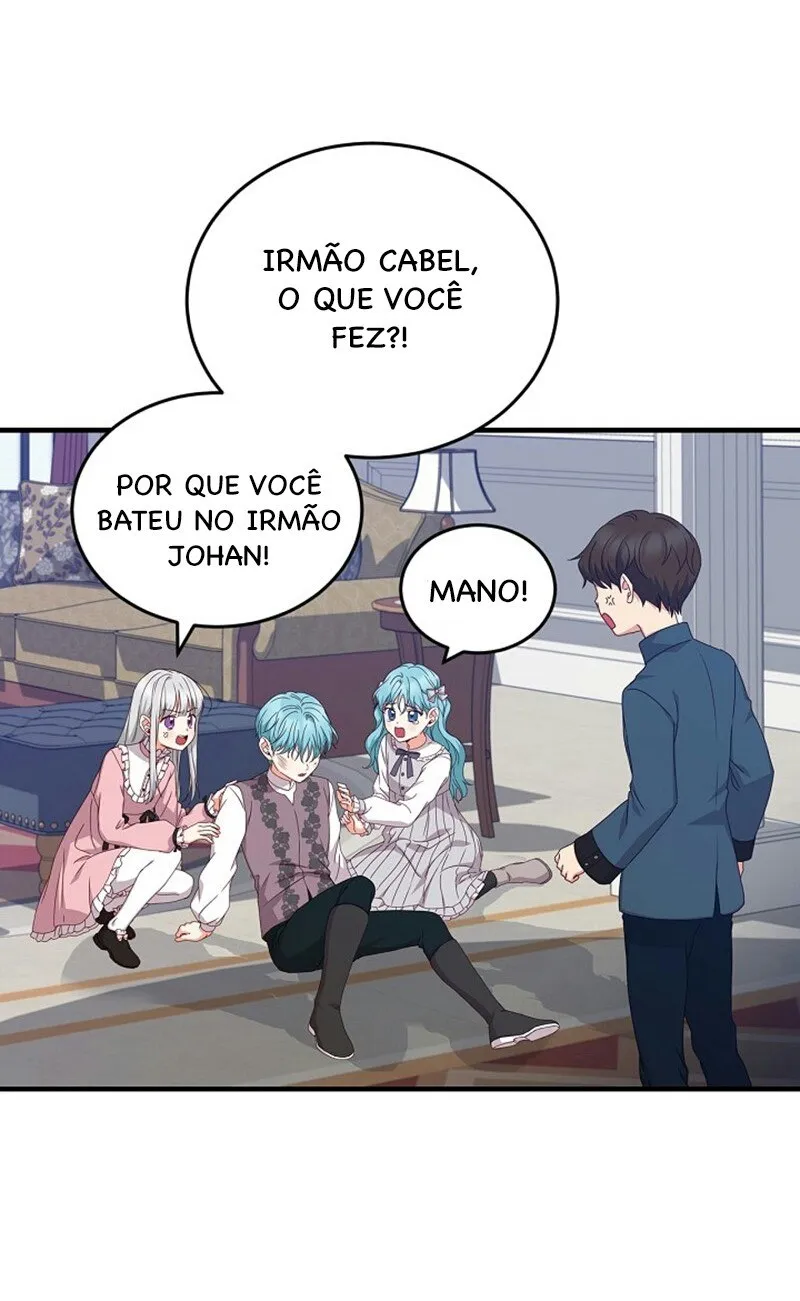 IRMÃO CABEL,
O QUE VOCÊ
FEZ?!
POR QUE VOCÊ
BATEU NO IRMÃO
JOHAN!
MANO!